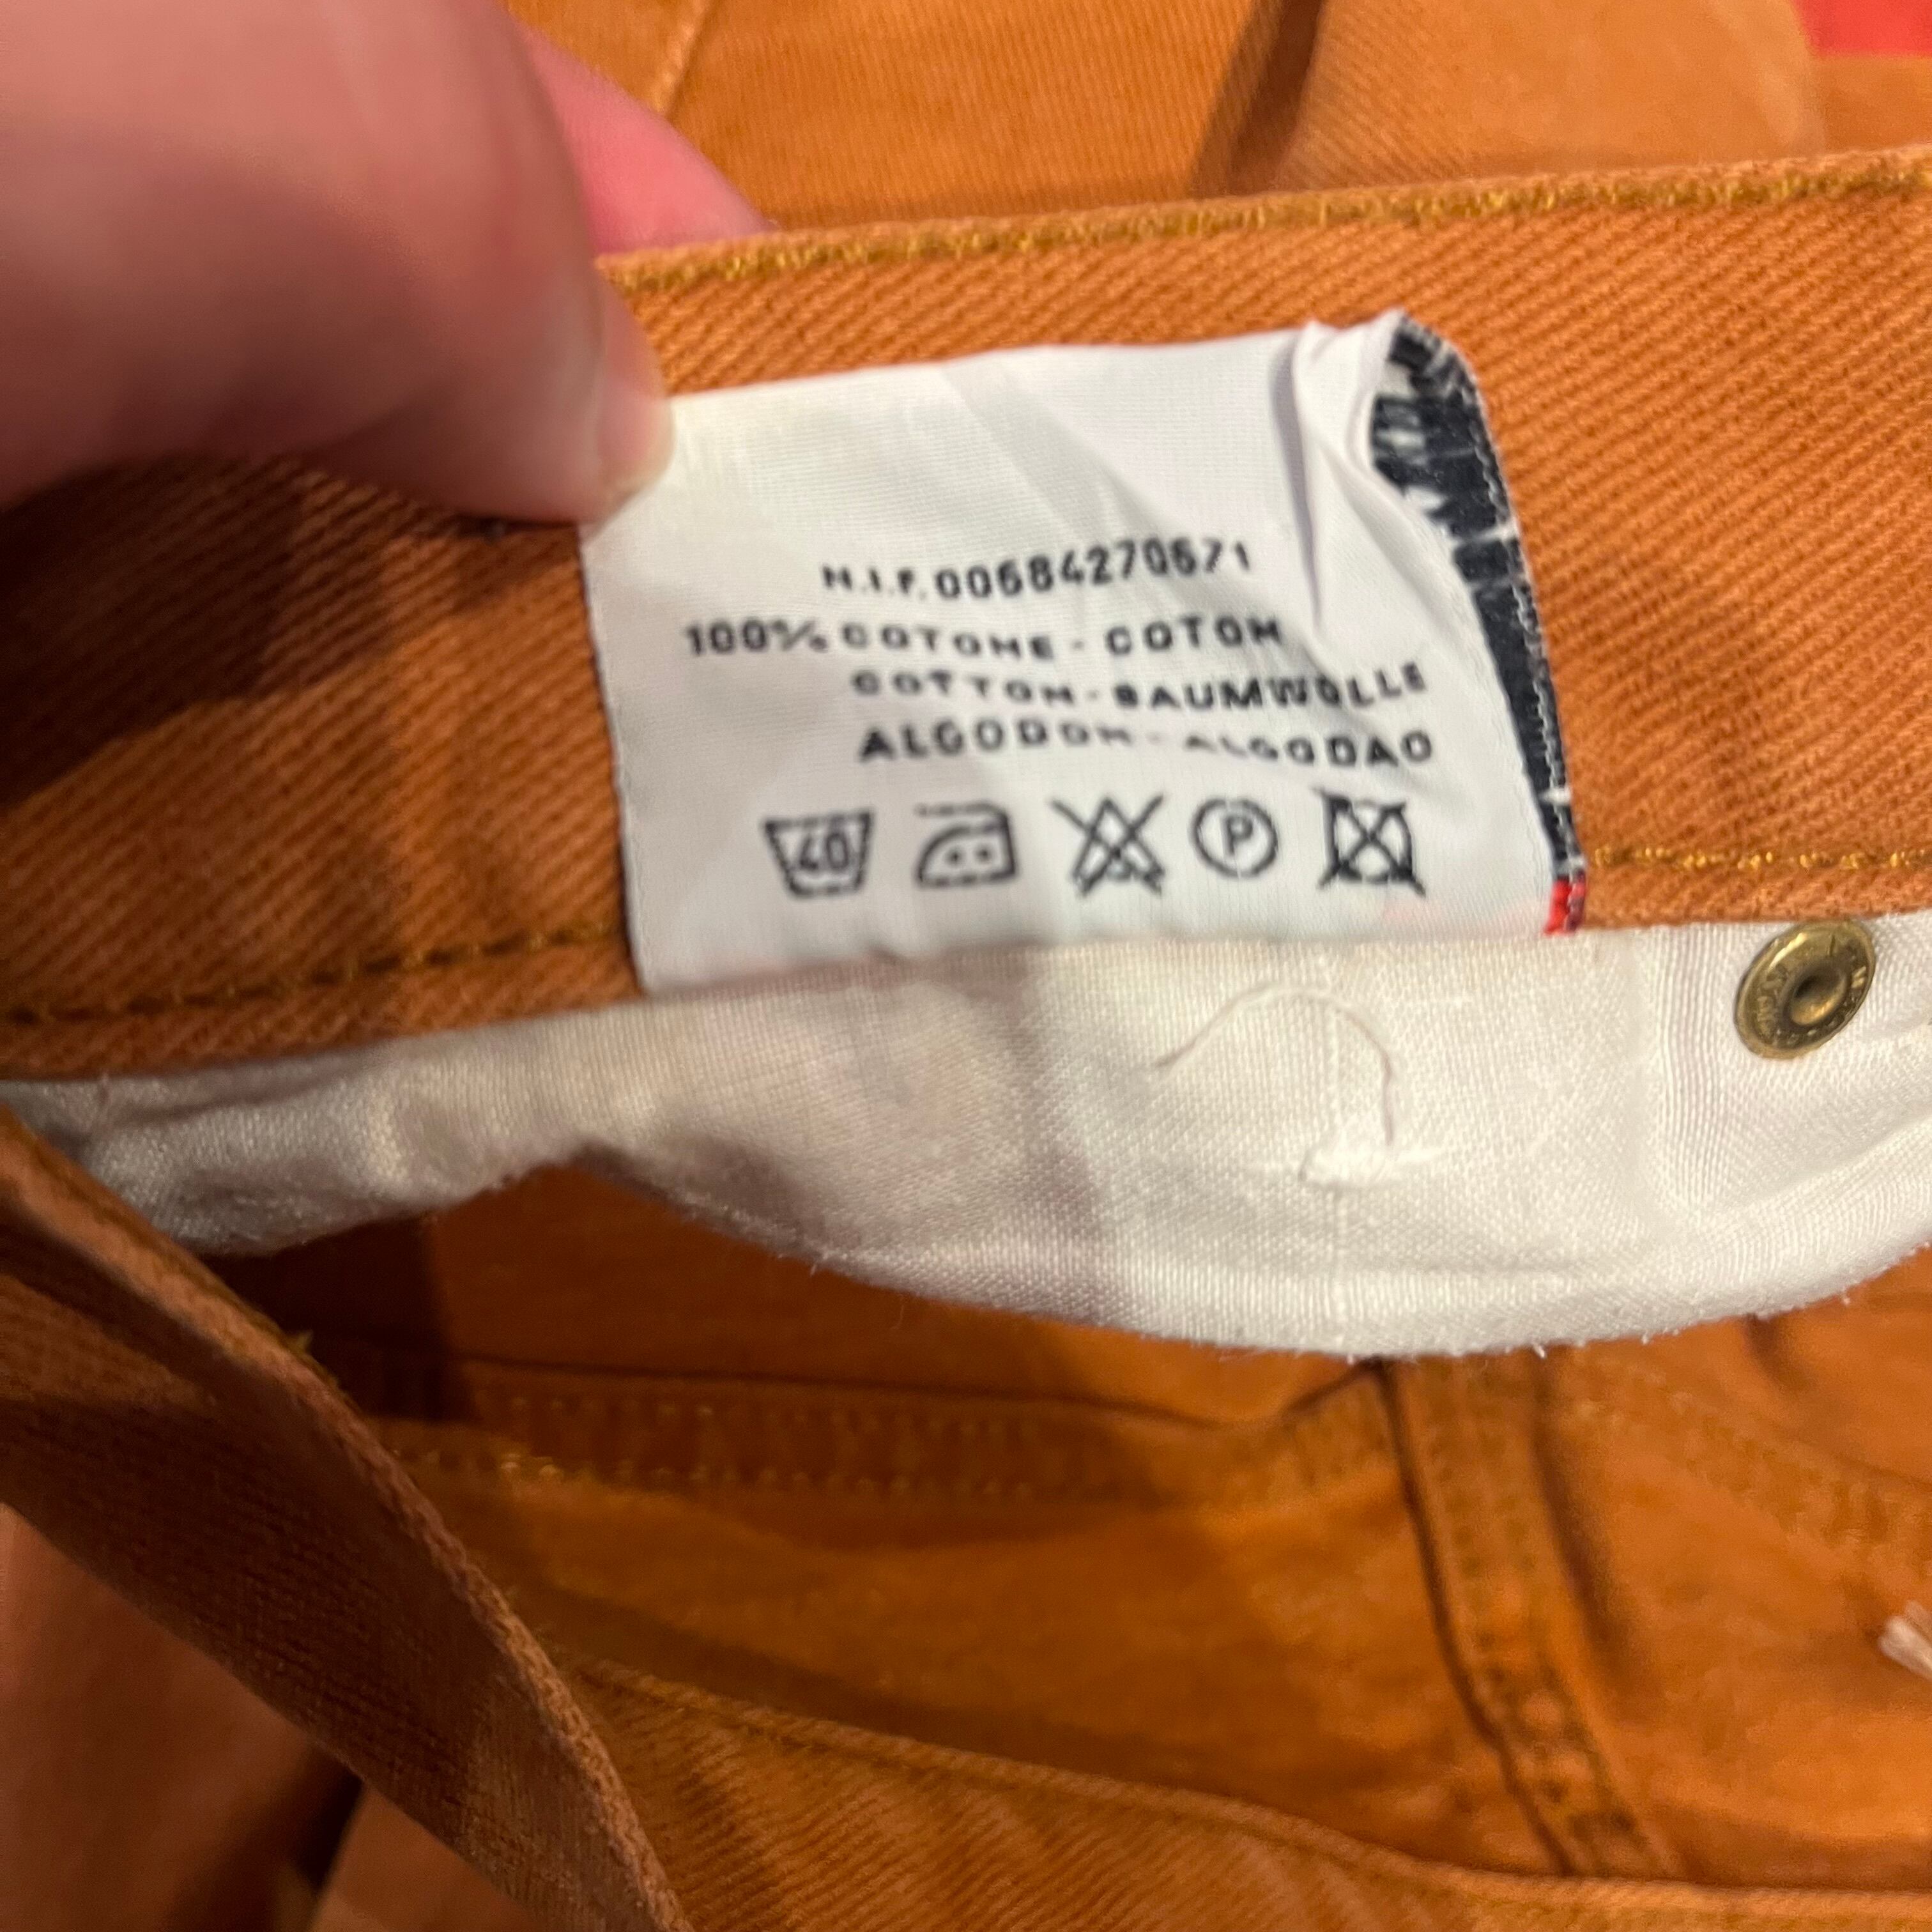 N.I.F. 00684270671
100% COTONE - COTON
COTTON - BAUMWOLLE
ALGODON - ALGODAO
40 P